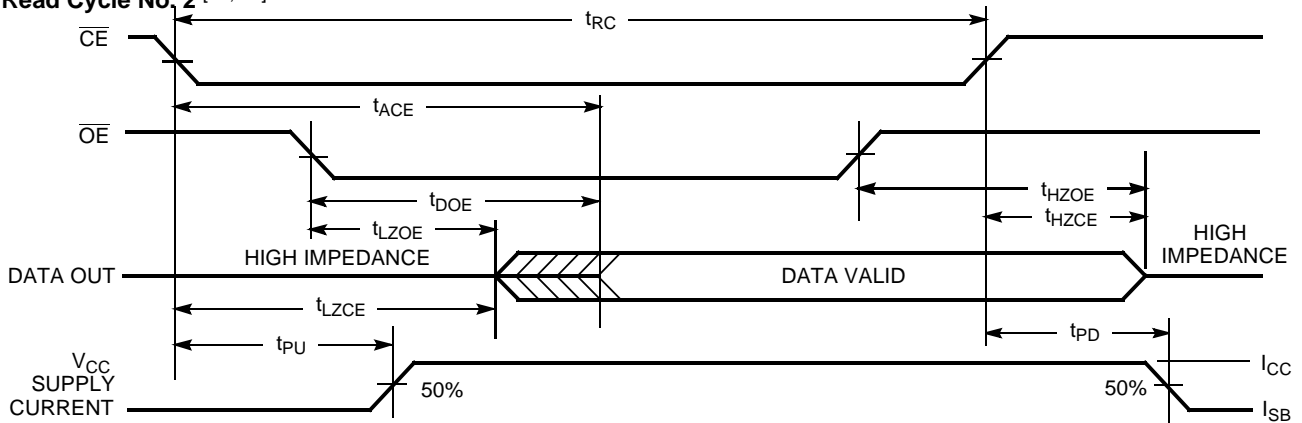 Read Cycle No. 2
tRC
CE
tACE
OE
tDOE
tHZOE
tLZOE
tHZCE
HIGH IMPEDANCE
HIGH IMPEDANCE
DATA OUT
DATA VALID
tLZCE
tPU
tPD
VCC SUPPLY CURRENT
50%
50%
ICC
ISB